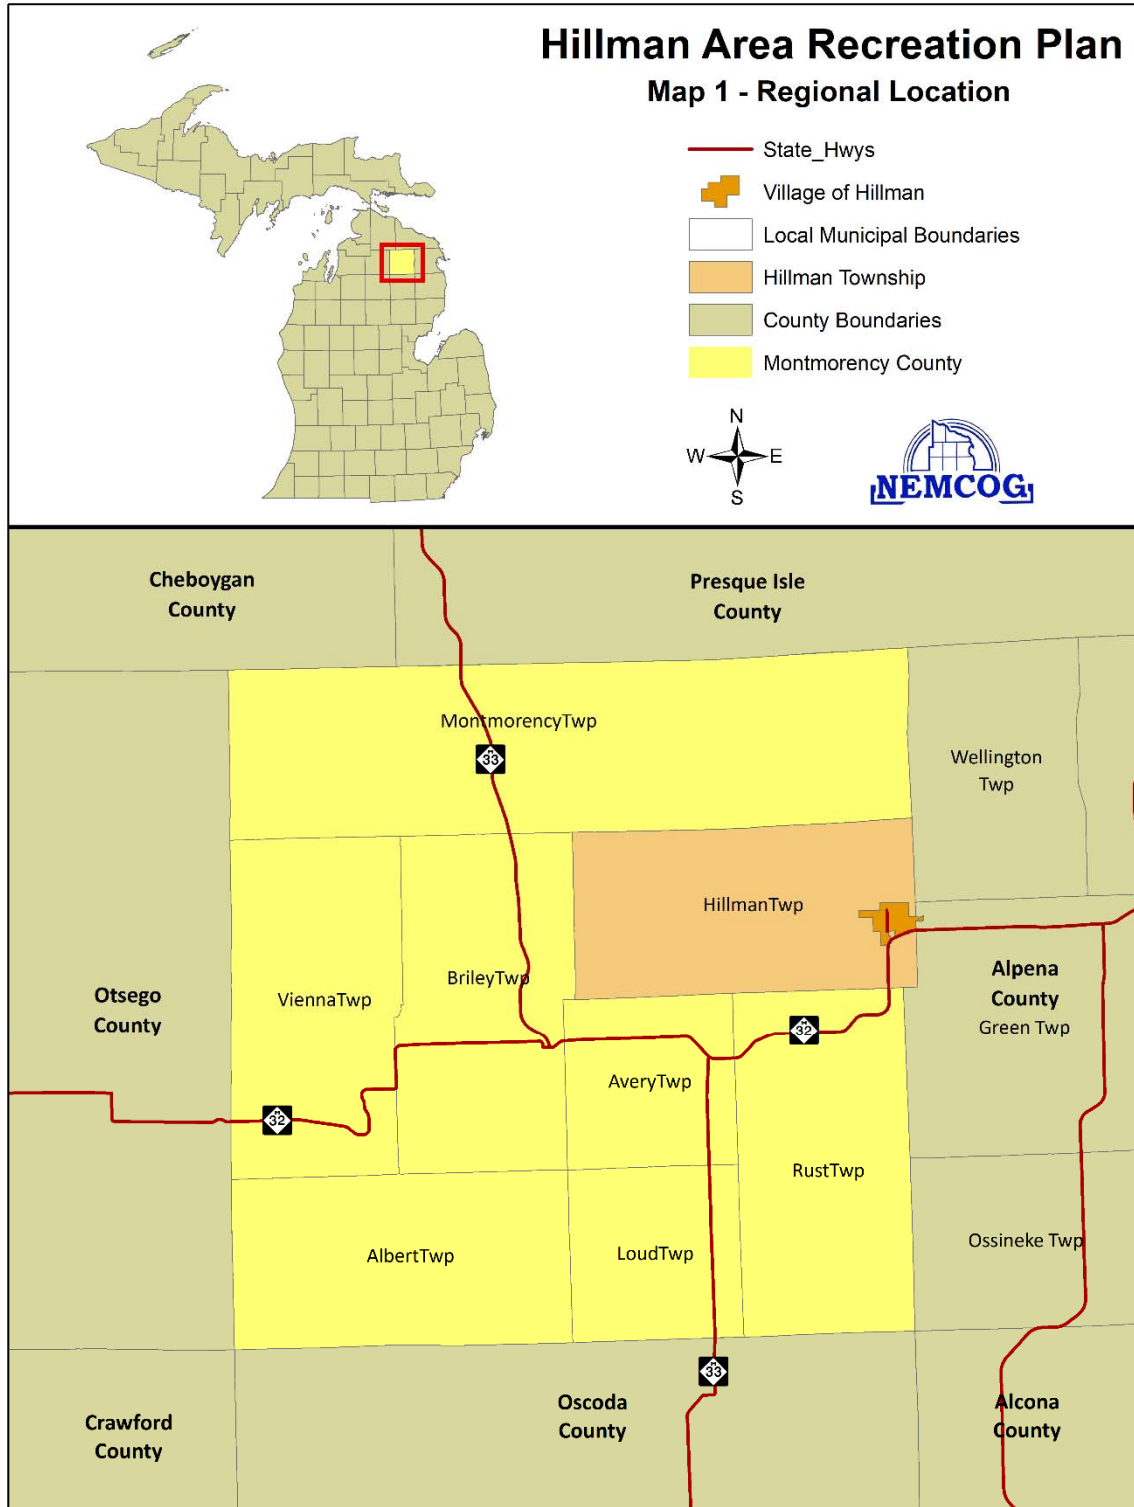 Hillman Area Recreation Plan
Map 1 - Regional Location
State_Hwys
Village of Hillman
Local Municipal Boundaries
Hillman Township
County Boundaries
Montmorency County
N
W E
S
NEMCOG
Cheboygan
County
Presque Isle
County
MontmorencyTwp
M
33
Wellington
Twp
HillmanTwp
BrileyTwp
ViennaTwp
Otsego
County
Alpena
County
Green Twp
M
32
AveryTwp
M
32
RustTwp
AlbertTwp
LoudTwp
Ossineke Twp
M
33
Oscoda
County
Alcona
County
Crawford
County